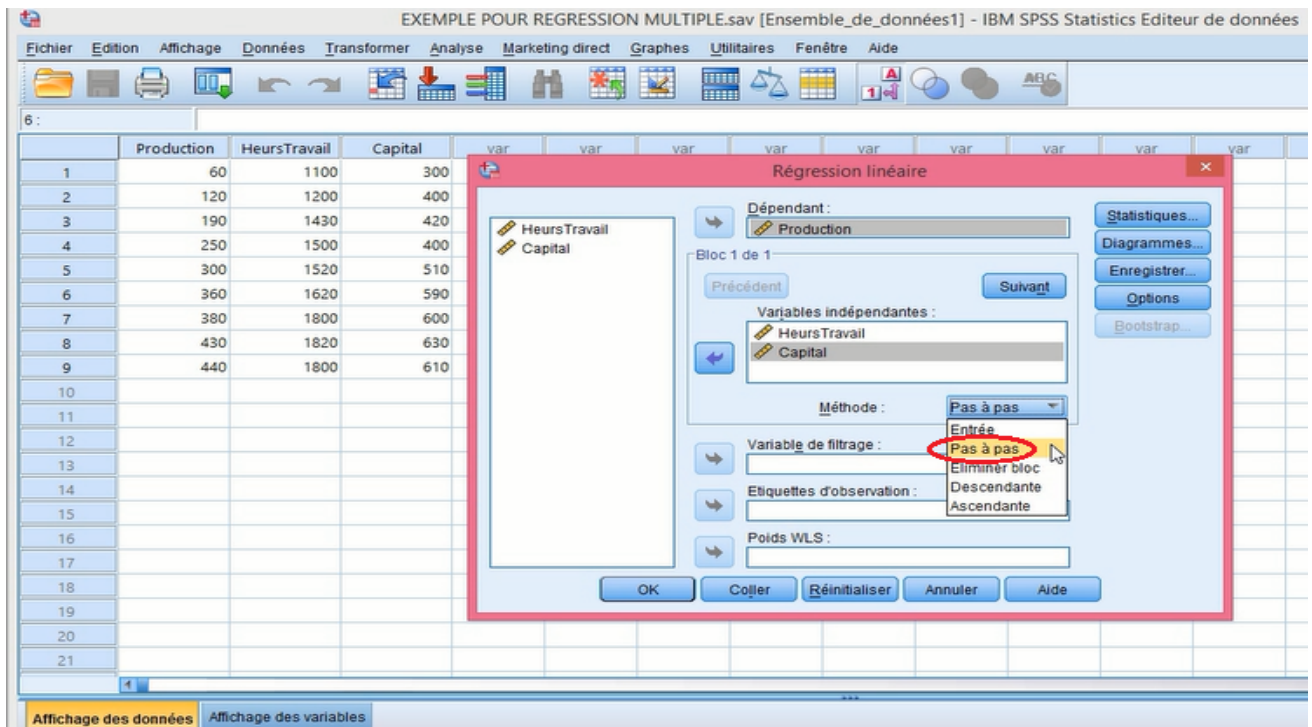 EXEMPLE POUR REGRESSION MULTIPLE.sav [Ensemble_de_données1] - IBM SPSS Statistics Editeur de données
Fichier Edition Affichage Données Transformer Analyse Marketing direct Graphes Utilitaires Fenêtre Aide
A
1
ABC
6 :
Production HeursTravail Capital var var var var var var var var var
1 60 1100 300
2 120 1200 400
3 190 1430 420
4 250 1500 400
5 300 1520 510
6 360 1620 590
7 380 1800 600
8 430 1820 630
9 440 1800 610
10
11
12
13
14
15
16
17
18
19
20
21
Régression linéaire
HeursTravail
Capital
Dépendant :
Production
Bloc 1 de 1
Précédent Suivant
Variables indépendantes :
HeursTravail
Capital
Méthode : Pas à pas
Entrée
Pas à pas
Eliminer bloc
Descendante
Ascendante
Variable de filtrage :
Etiquettes d'observation :
Poids WLS :
Statistiques...
Diagrammes...
Enregistrer...
Options
Bootstrap...
OK Coller Réinitialiser Annuler Aide
Affichage des données Affichage des variables